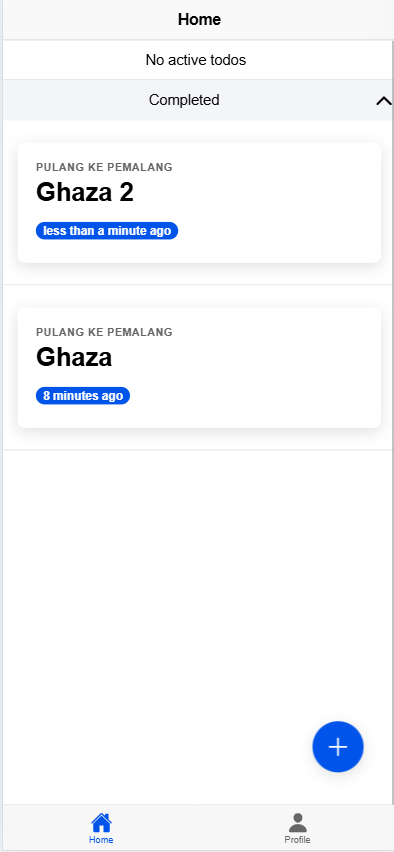 Home
No active todos
Completed
PULANG KE PEMALANG
Ghaza 2
less than a minute ago
PULANG KE PEMALANG
Ghaza
8 minutes ago
Home
Profile